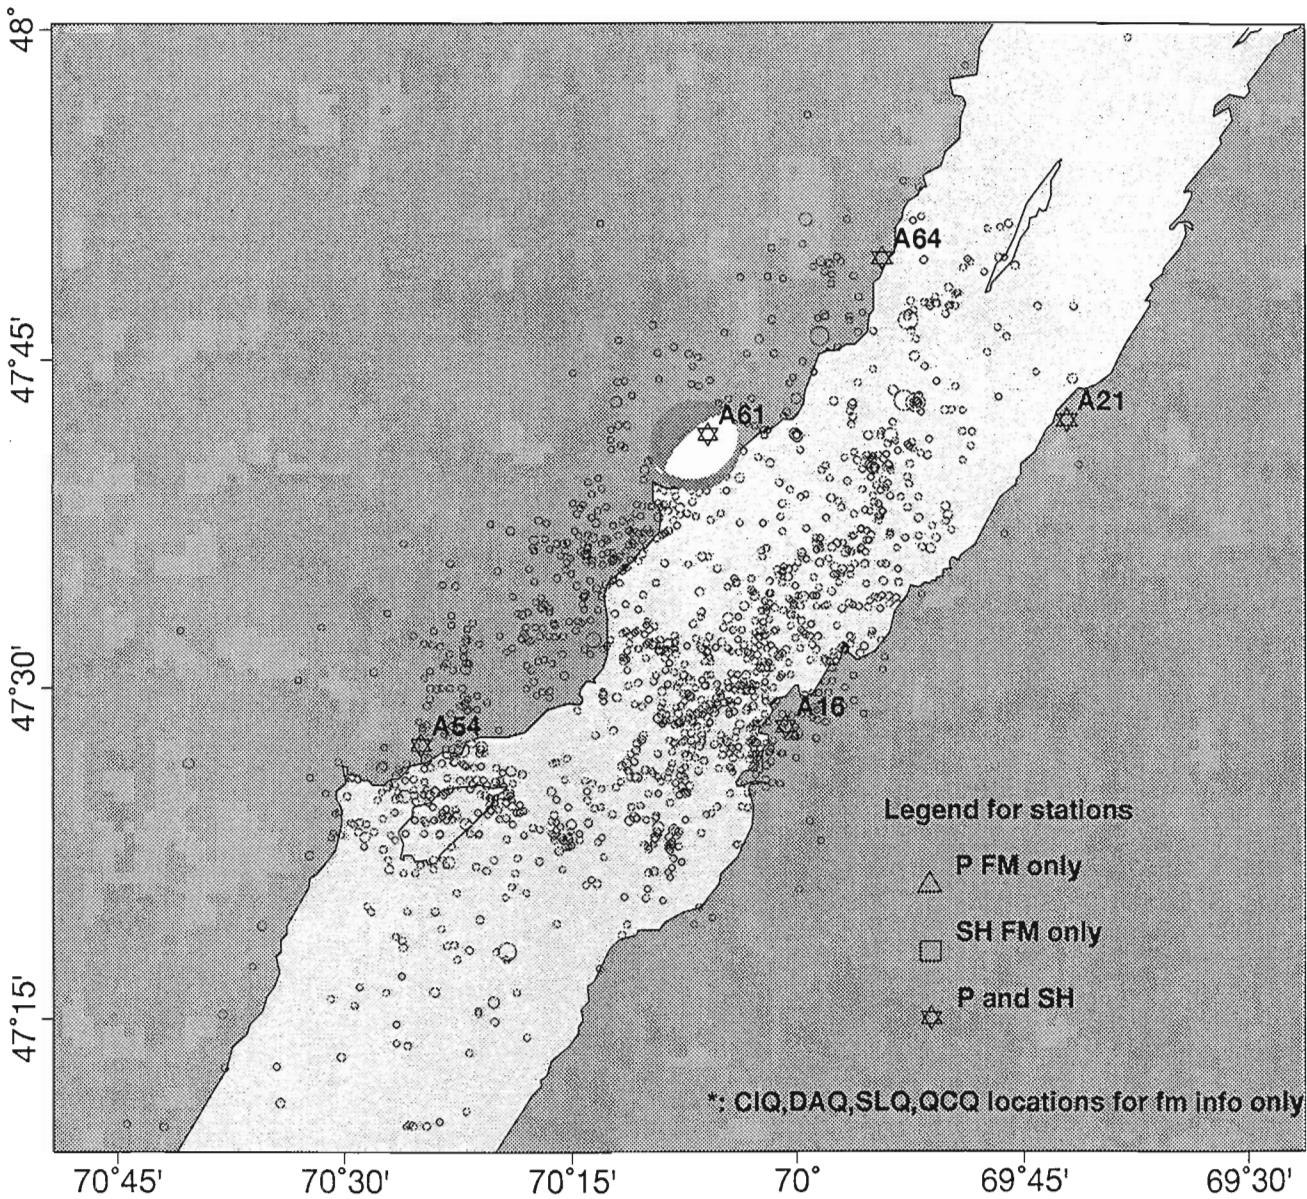 48°
A64
47°45'
A21
A61
47°30'
A16
A54
Legend for stations
P FM only
SH FM only
P and SH
47°15'
*: CIQ,DAQ,SLQ,QCQ locations for fm info only
70°45'
70°30'
70°15'
70°
69°45'
69°30'